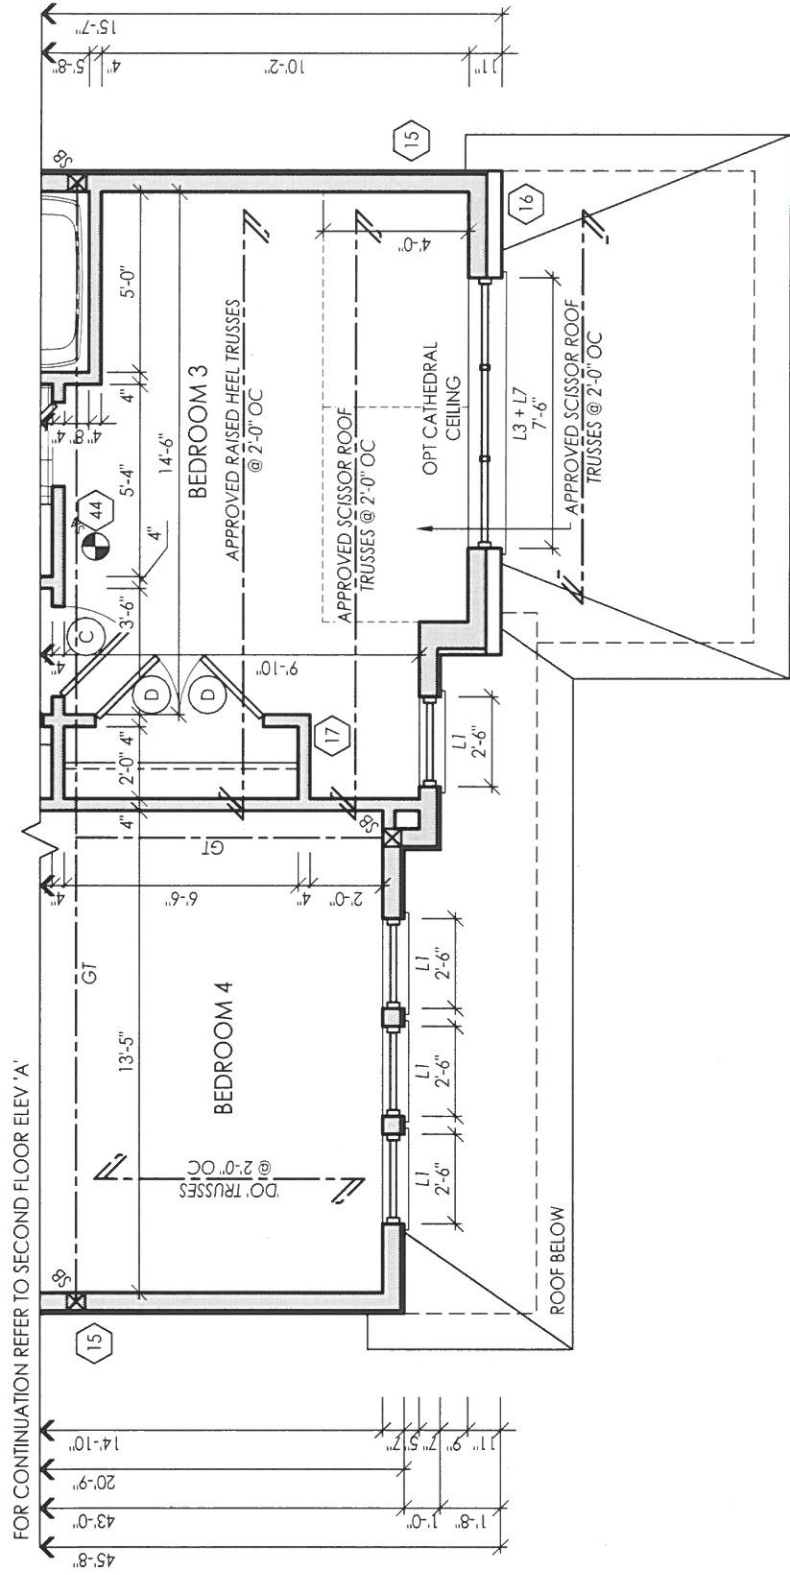 FOR CONTINUATION REFER TO SECOND FLOOR ELEV 'A'
45'-8"
43'-0"
20'-9"
14'-10"
1'-8"
1'-0"
11"
9"
7"
5"
7"
15
SB
GT
13'-5"
BEDROOM 4
'DO' TRUSSES
@ 2'-0" OC
ROOF BELOW
L1
2'-6"
L1
2'-6"
L1
2'-6"
4"
6'-6"
4"
2'-0"
GT
SB
4"
2'-0"
4"
17
D
D
C
4"
3'-6"
4"
9'-10"
L1
2'-6"
44
5'-4"
4"
5'-0"
4"
8"
4"
14'-6"
BEDROOM 3
APPROVED RAISED HEEL TRUSSES
@ 2'-0" OC
APPROVED SCISSOR ROOF
TRUSSES @ 2'-0" OC
OPT CATHEDRAL
CEILING
4'-0"
L3 + L7
7'-6"
APPROVED SCISSOR ROOF
TRUSSES @ 2'-0" OC
SB
15
16
15'-7"
5'-8"
4"
10'-2"
11"